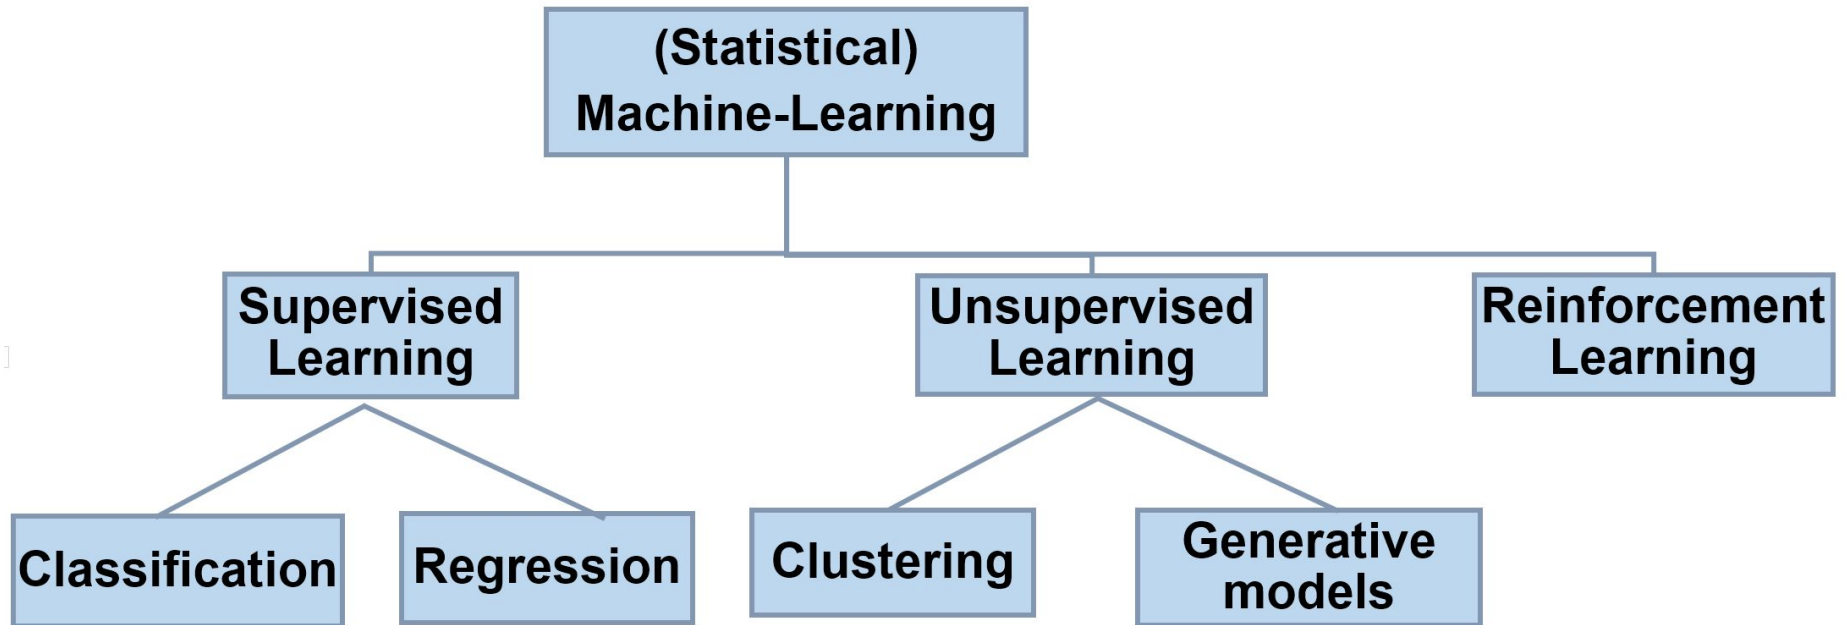 (Statistical)
Machine-Learning
Supervised
Learning
Unsupervised
Learning
Reinforcement
Learning
Classification
Regression
Clustering
Generative
models